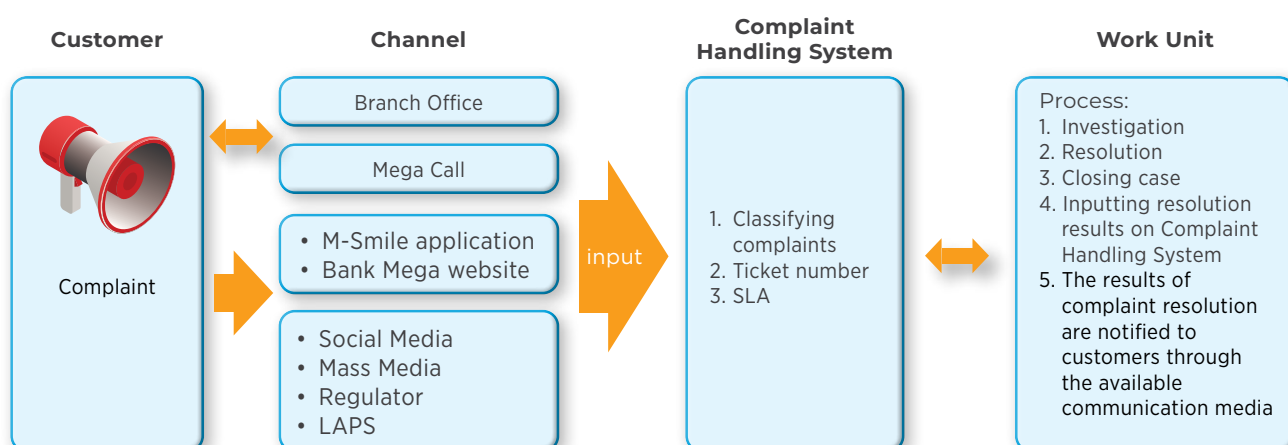 Customer
Complaint
Channel
Branch Office
Mega Call
• M-Smile application
• Bank Mega website
• Social Media
• Mass Media
• Regulator
• LAPS
input
Complaint
Handling System
1. Classifying
complaints
2. Ticket number
3. SLA
Work Unit
Process:
1. Investigation
2. Resolution
3. Closing case
4. Inputting resolution
results on Complaint
Handling System
5. The results of
complaint resolution
are notified to
customers through
the available
communication media